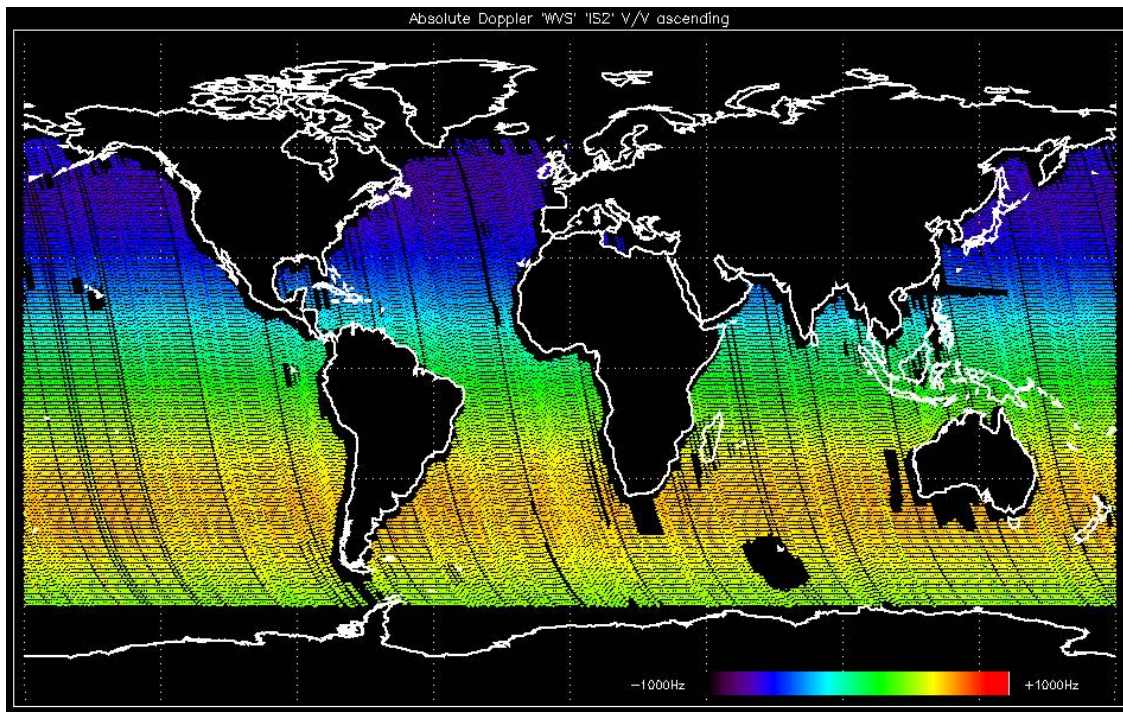 Absolute Doppler 'WVS' 'IS2' V/V ascending
-1000Hz
+1000Hz